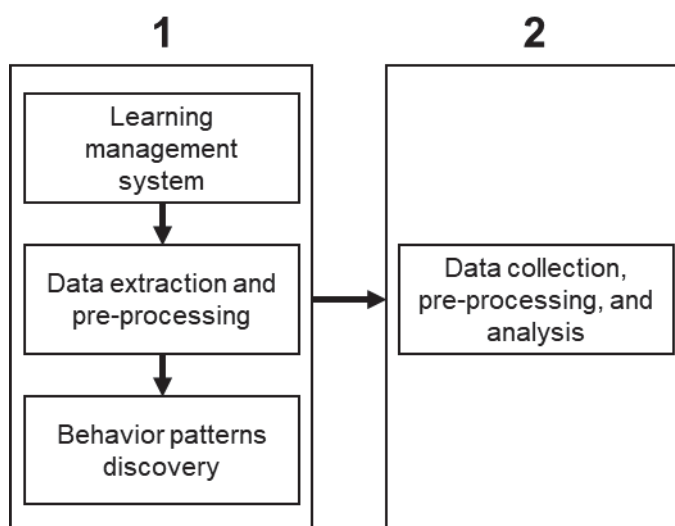 1
Learning
management
system
Data extraction and
pre-processing
Behavior patterns
discovery
2
Data collection,
pre-processing, and
analysis